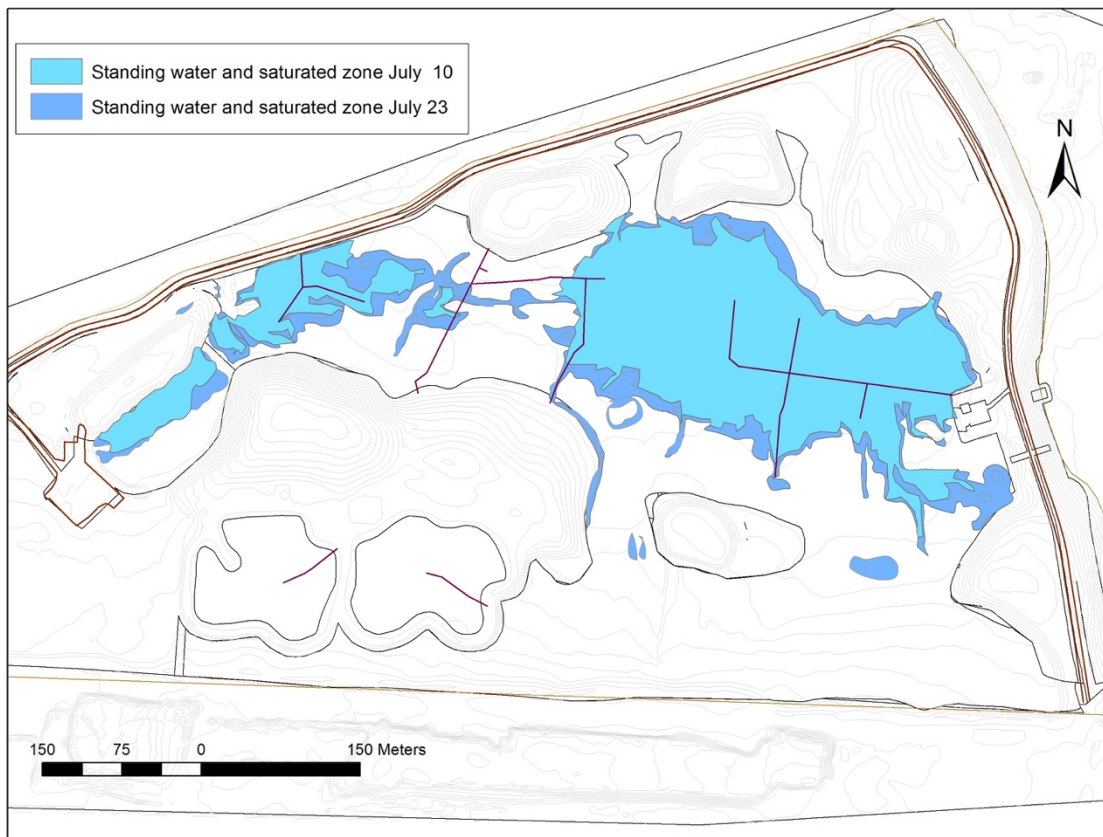 Standing water and saturated zone July 10
Standing water and saturated zone July 23
N
150 75 0 150 Meters